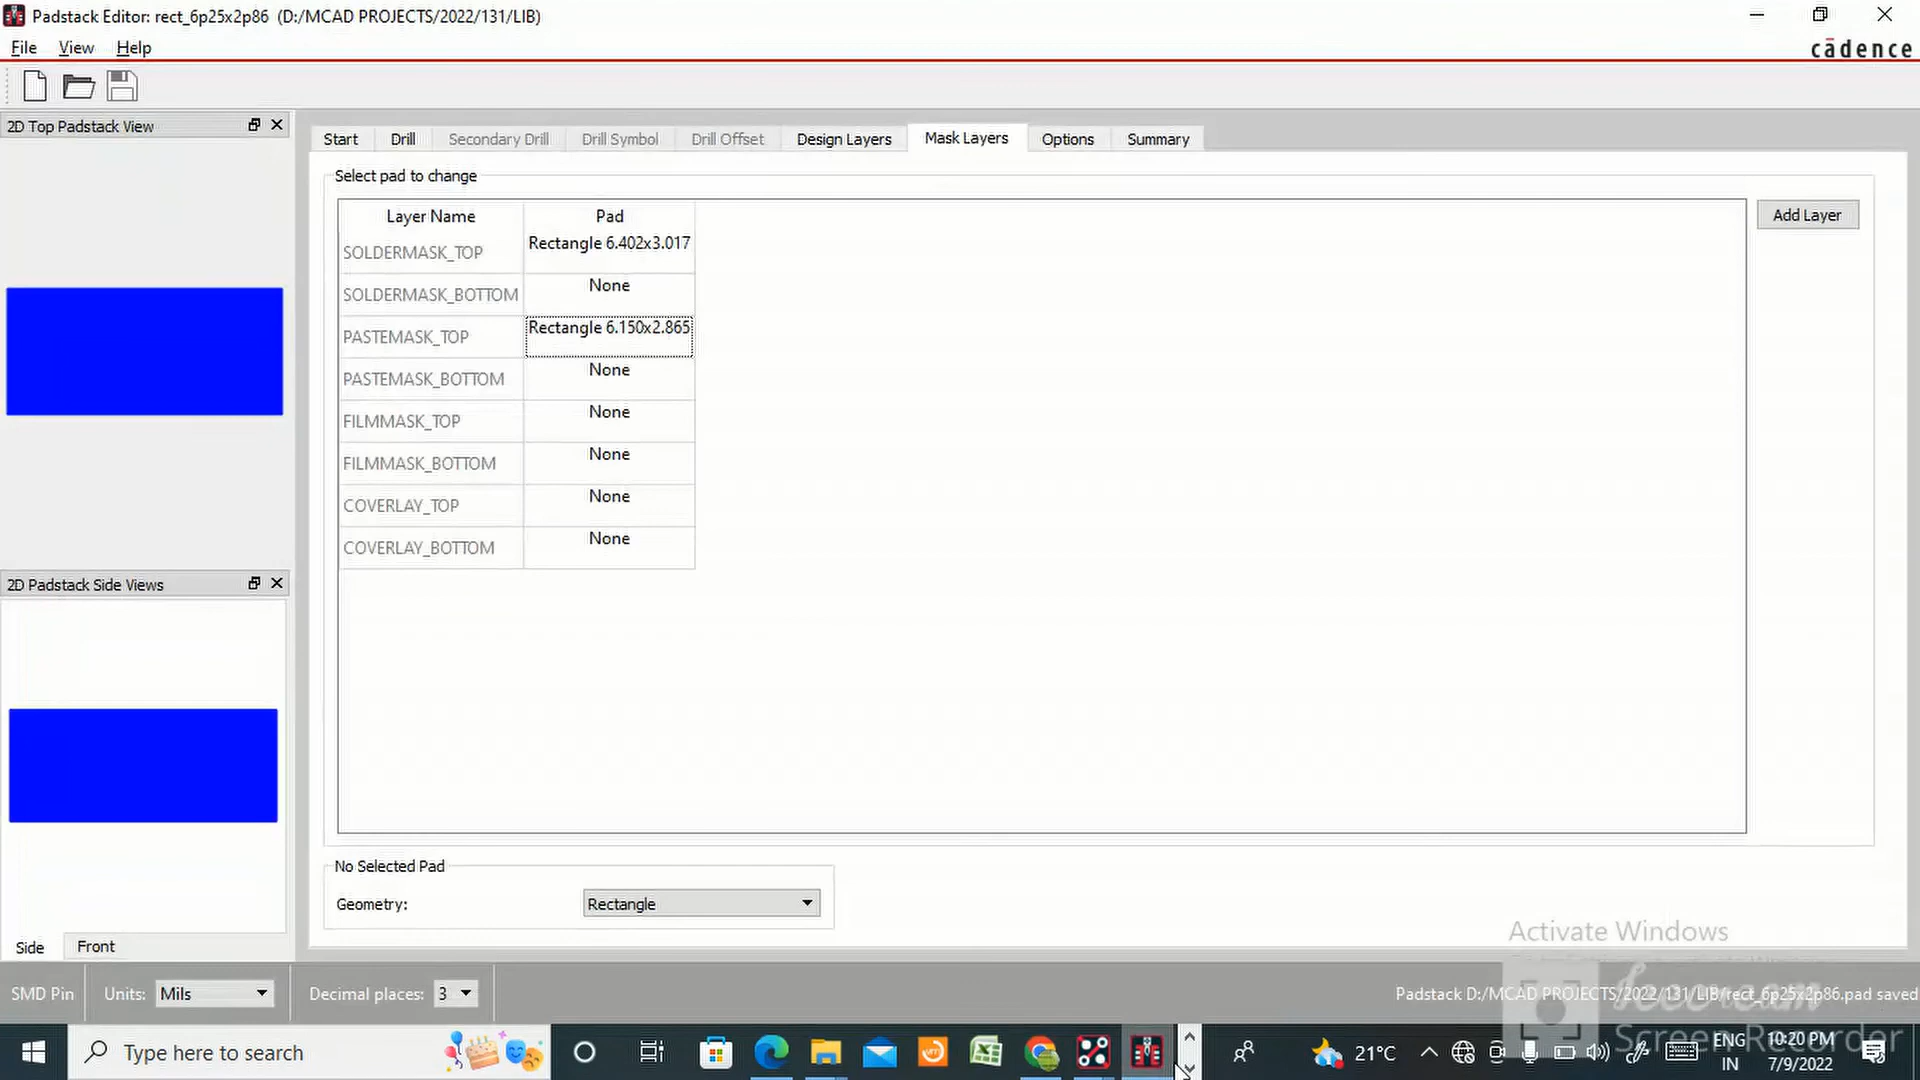 Padstack Editor: rect_6p25x2p86 (D:/MCAD PROJECTS/2022/131/LIB)
File View Help
cādence
2D Top Padstack View
Start Drill Secondary Drill Drill Symbol Drill Offset Design Layers Mask Layers Options Summary
Select pad to change
Layer Name Pad
Add Layer
SOLDERMASK_TOP Rectangle 6.402x3.017
SOLDERMASK_BOTTOM None
PASTEMASK_TOP Rectangle 6.150x2.865
PASTEMASK_BOTTOM None
FILMMASK_TOP None
FILMMASK_BOTTOM None
COVERLAY_TOP None
COVERLAY_BOTTOM None
2D Padstack Side Views
No Selected Pad
Geometry: Rectangle
Side Front
Activate Windows
SMD Pin Units: Mils Decimal places: 3
Padstack D:/MCAD PROJECTS/2022/131/LIB/rect_6p25x2p86.pad saved
Icecream
Screen Recorder
Type here to search
21°C
ENG
IN
10:20 PM
7/9/2022